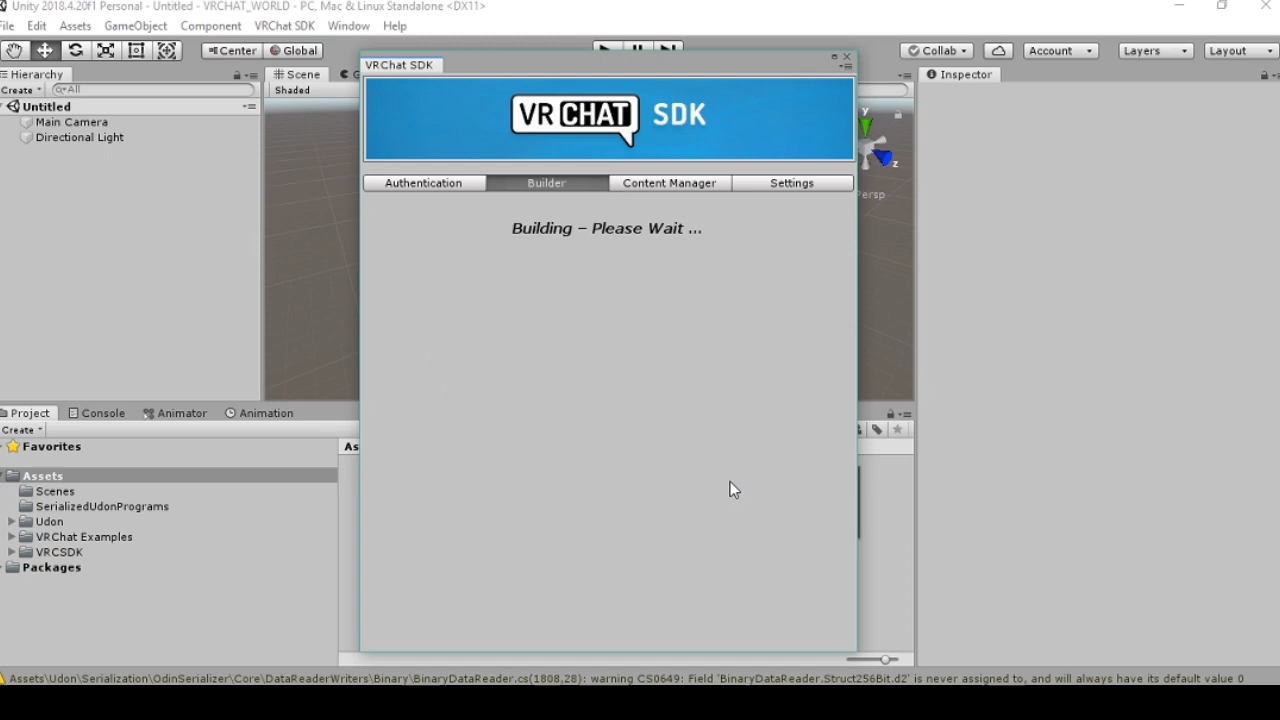 Unity 2018.4.20f1 Personal - Untitled - VRCHAT_WORLD - PC, Mac & Linux Standalone <DX11>
File Edit Assets GameObject Component VRChat SDK Window Help
Center Global Collab Account Layers Layout
Hierarchy
Create All
Untitled
Main Camera
Directional Light
Scene
Shaded
VRChat SDK
VRCHAT SDK
Authentication Builder Content Manager Settings
Building – Please Wait ...
y
z
Persp
Inspector
Project Console Animator Animation
Create
Favorites
As
Assets
Scenes
SerializedUdonPrograms
Udon
VRChat Examples
VRCSDK
Packages
Assets\Udon\Serialization\OdinSerializer\Core\DataReaderWriters\Binary\BinaryDataReader.cs(1808,28): warning CS0649: Field 'BinaryDataReader.Struct256Bit.d2' is never assigned to, and will always have its default value 0